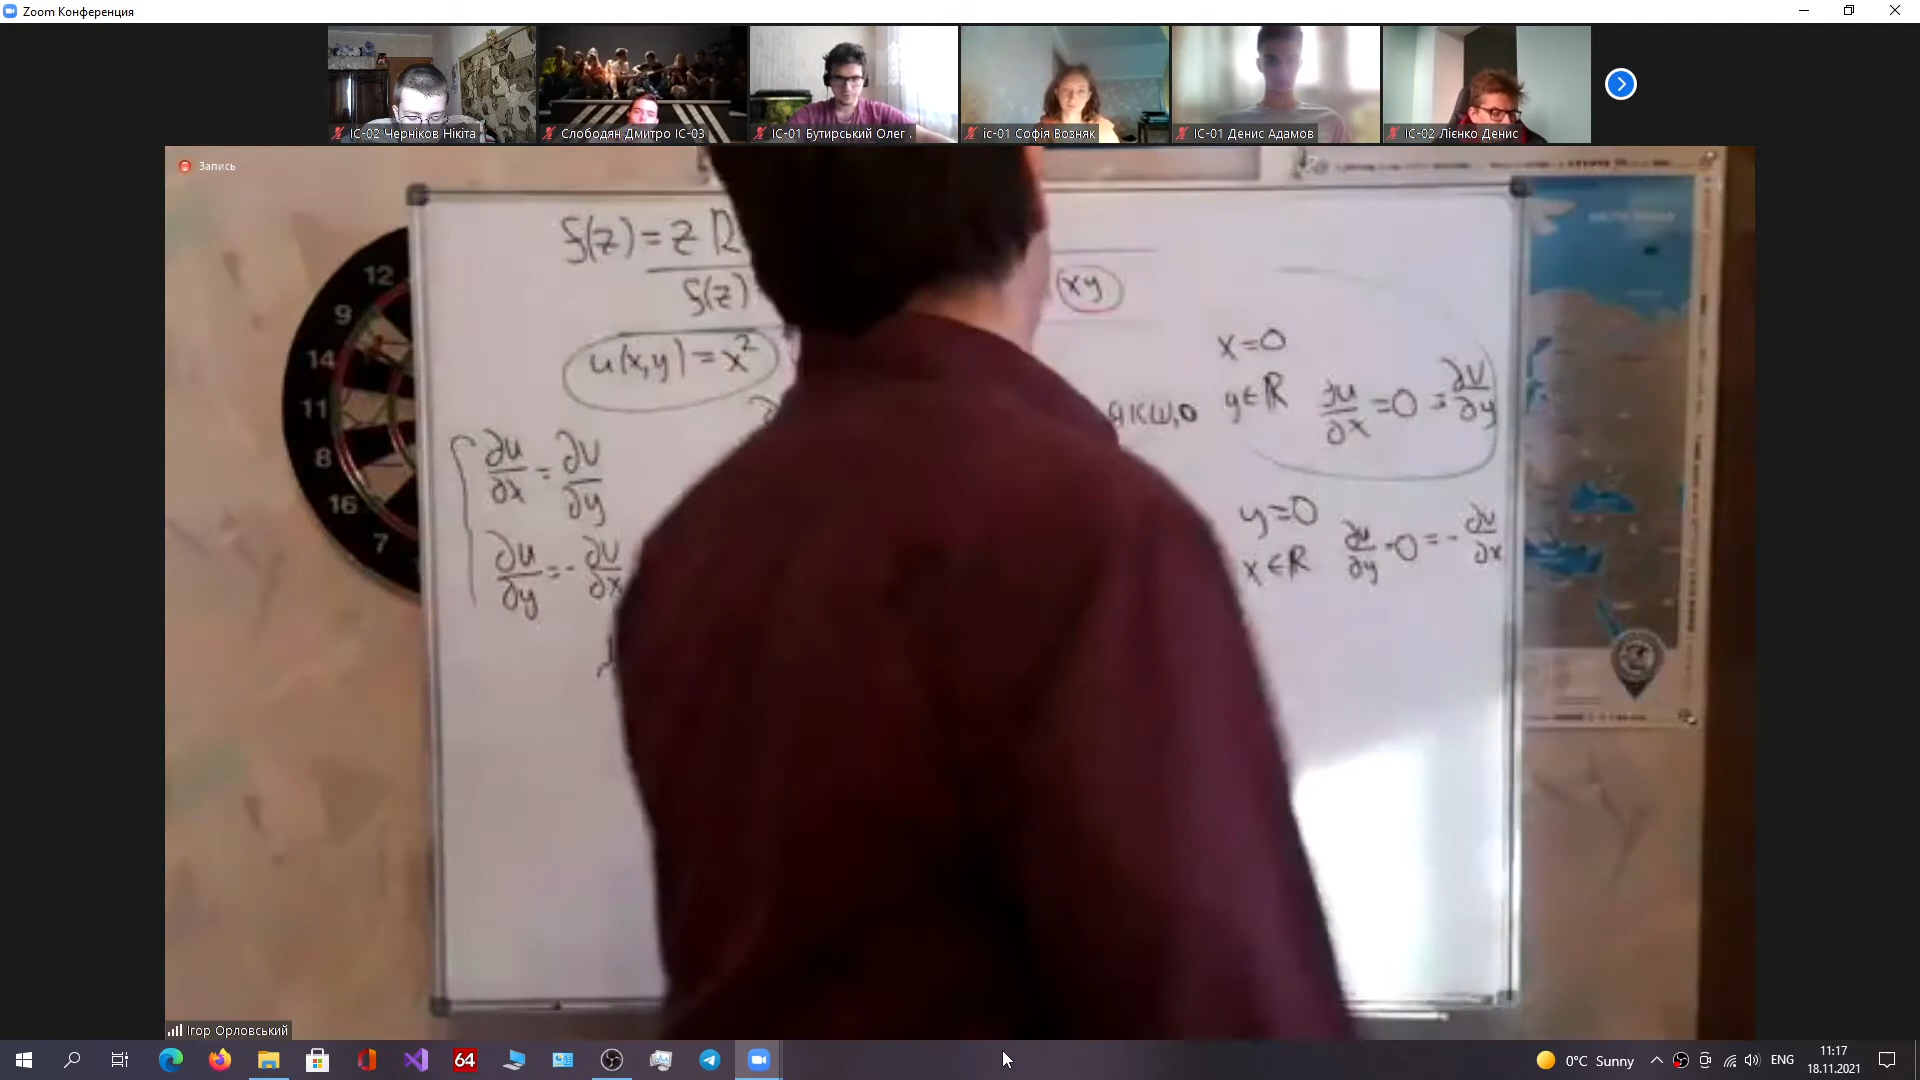 Zoom Конференция
ІС-02 Черніков Нікіта
Слободян Дмитро ІС-03
ІС-01 Бутирський Олег .
іс-01 Софія Возняк
ІС-01 Денис Адамов
ІС-02 Лієнко Денис
Запись
f(z) = z R
f(z)
xy
u(x,y) = x²
x=0
y∈ℝ ∂u/∂x = 0 = ∂v/∂y
якщо
∂u/∂x = ∂v/∂y
∂u/∂y = - ∂v/∂x
y=0
x∈ℝ ∂u/∂y = 0 = - ∂v/∂x
12
9
14
11
8
16
7
Ігор Орловський
64
0°C Sunny
ENG
11:17
18.11.2021